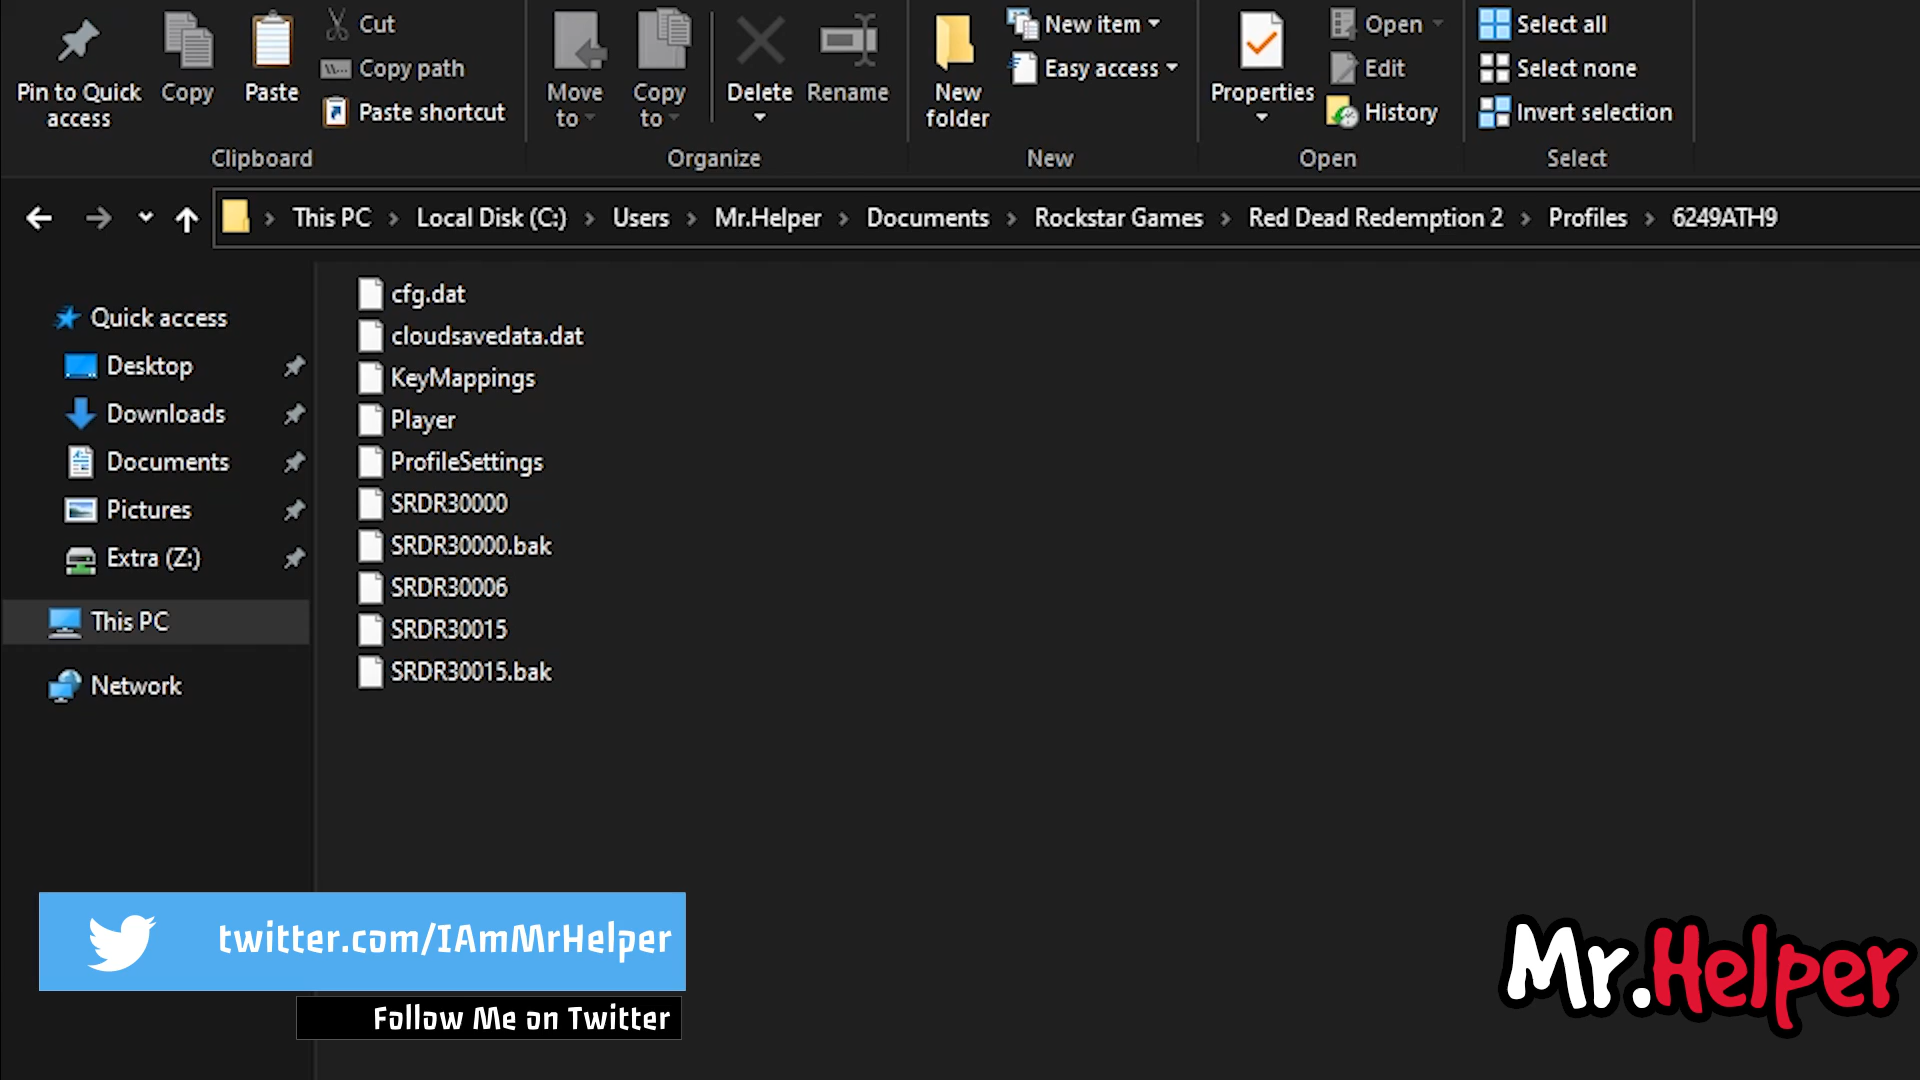 Pin to Quick access
Copy
Paste
Cut
Copy path
Paste shortcut
Clipboard
Move to
Copy to
Delete
Rename
Organize
New folder
New item
Easy access
New
Properties
Open
Edit
History
Open
Select all
Select none
Invert selection
Select
This PC > Local Disk (C:) > Users > Mr.Helper > Documents > Rockstar Games > Red Dead Redemption 2 > Profiles > 6249ATH9
Quick access
Desktop
Downloads
Documents
Pictures
Extra (Z:)
This PC
Network
cfg.dat
cloudsavedata.dat
KeyMappings
Player
ProfileSettings
SRDR30000
SRDR30000.bak
SRDR30006
SRDR30015
SRDR30015.bak
twitter.com/IAmMrHelper
Follow Me on Twitter
Mr.Helper